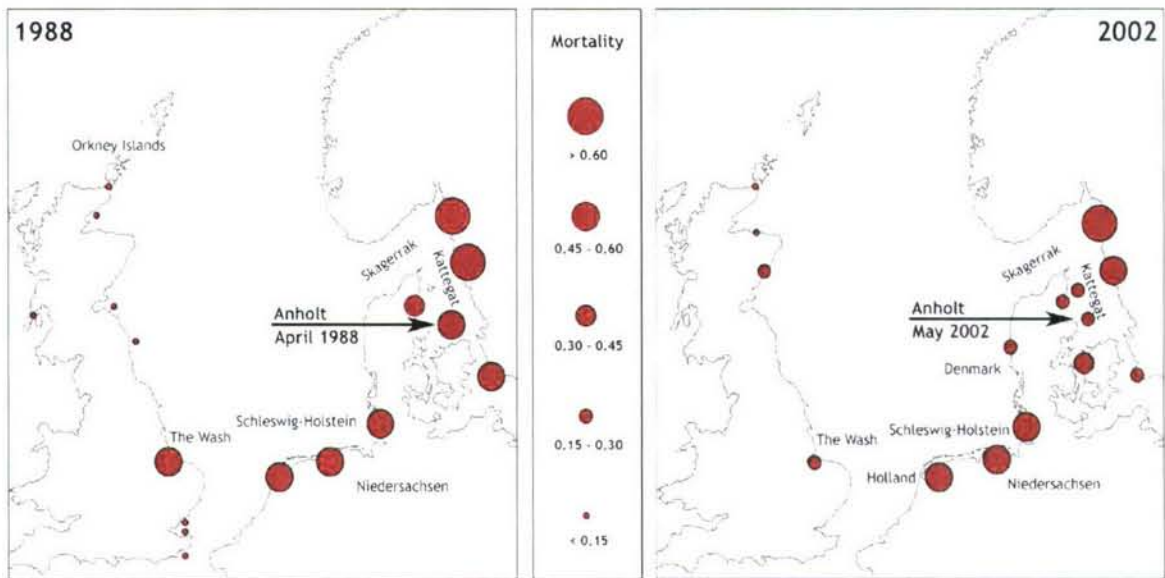 1988
Orkney Islands
Skagerrak
Kattegat
Anholt
April 1988
Schleswig-Holstein
The Wash
Niedersachsen
Mortality
> 0.60
0.45 - 0.60
0.30 - 0.45
0.15 - 0.30
< 0.15
2002
Skagerrak
Kattegat
Anholt
May 2002
Denmark
Schleswig-Holstein
The Wash
Holland
Niedersachsen